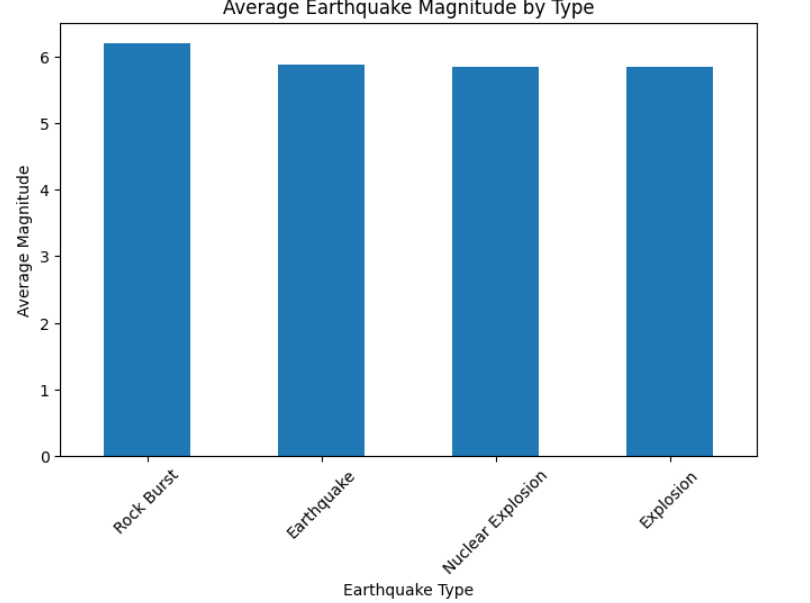 Average Earthquake Magnitude by Type
Average Magnitude
6
5
4
3
2
1
0
Rock Burst
Earthquake
Nuclear Explosion
Explosion
Earthquake Type